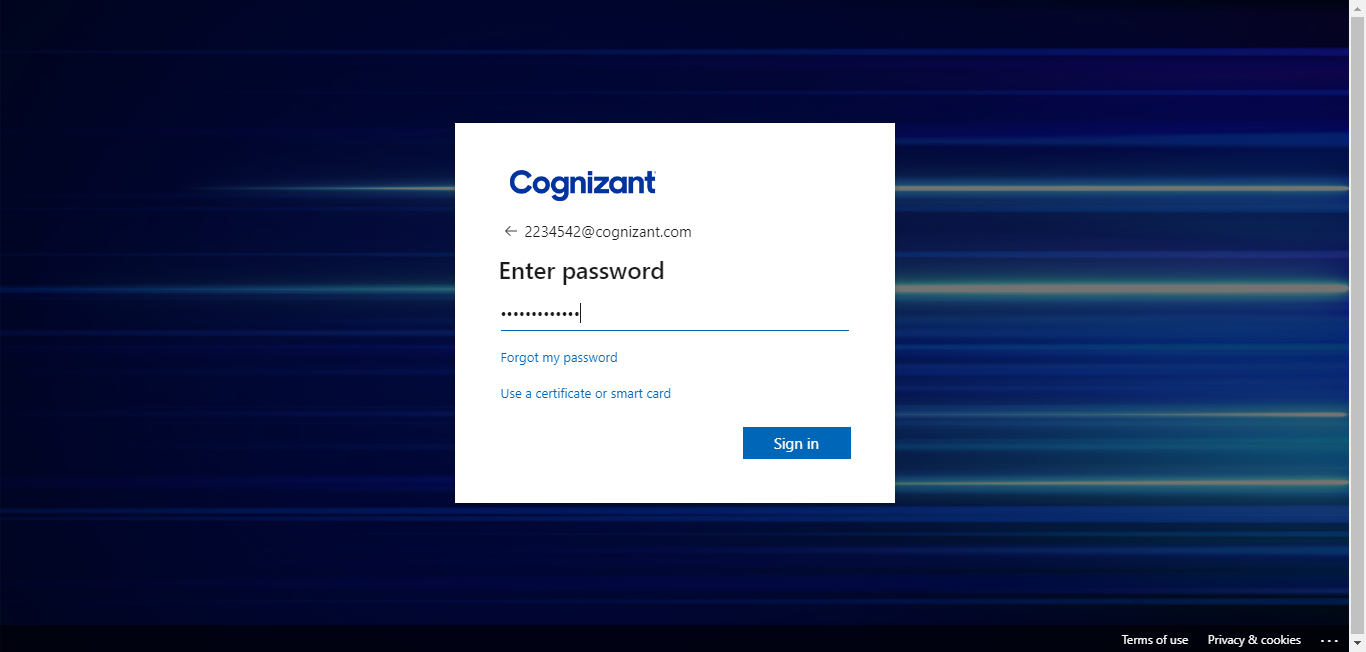 Cognizant
2234542@cognizant.com
Enter password
•••••••••••••
Forgot my password
Use a certificate or smart card
Sign in
Terms of use Privacy & cookies ...